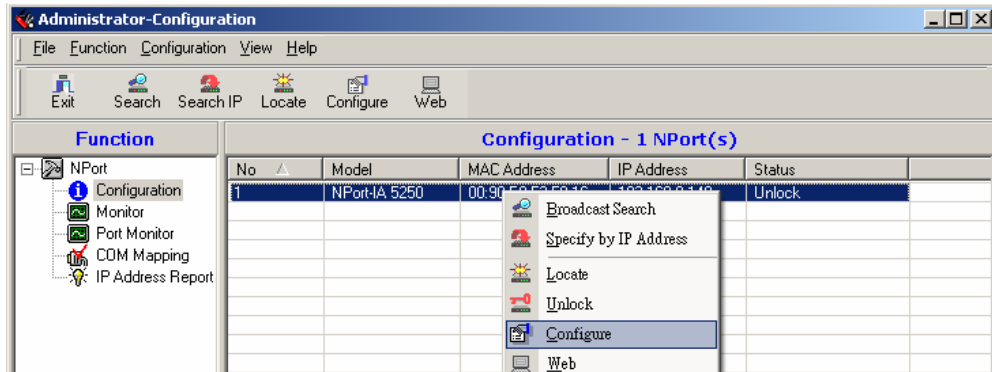 Administrator-Configuration
File Function Configuration View Help
Exit Search Search IP Locate Configure Web
Function
Configuration - 1 NPort(s)
NPort
Configuration
Monitor
Port Monitor
COM Mapping
IP Address Report
No Model MAC Address IP Address Status
1 NPort-IA 5250 Unlock
Broadcast Search
Specify by IP Address
Locate
Unlock
Configure
Web